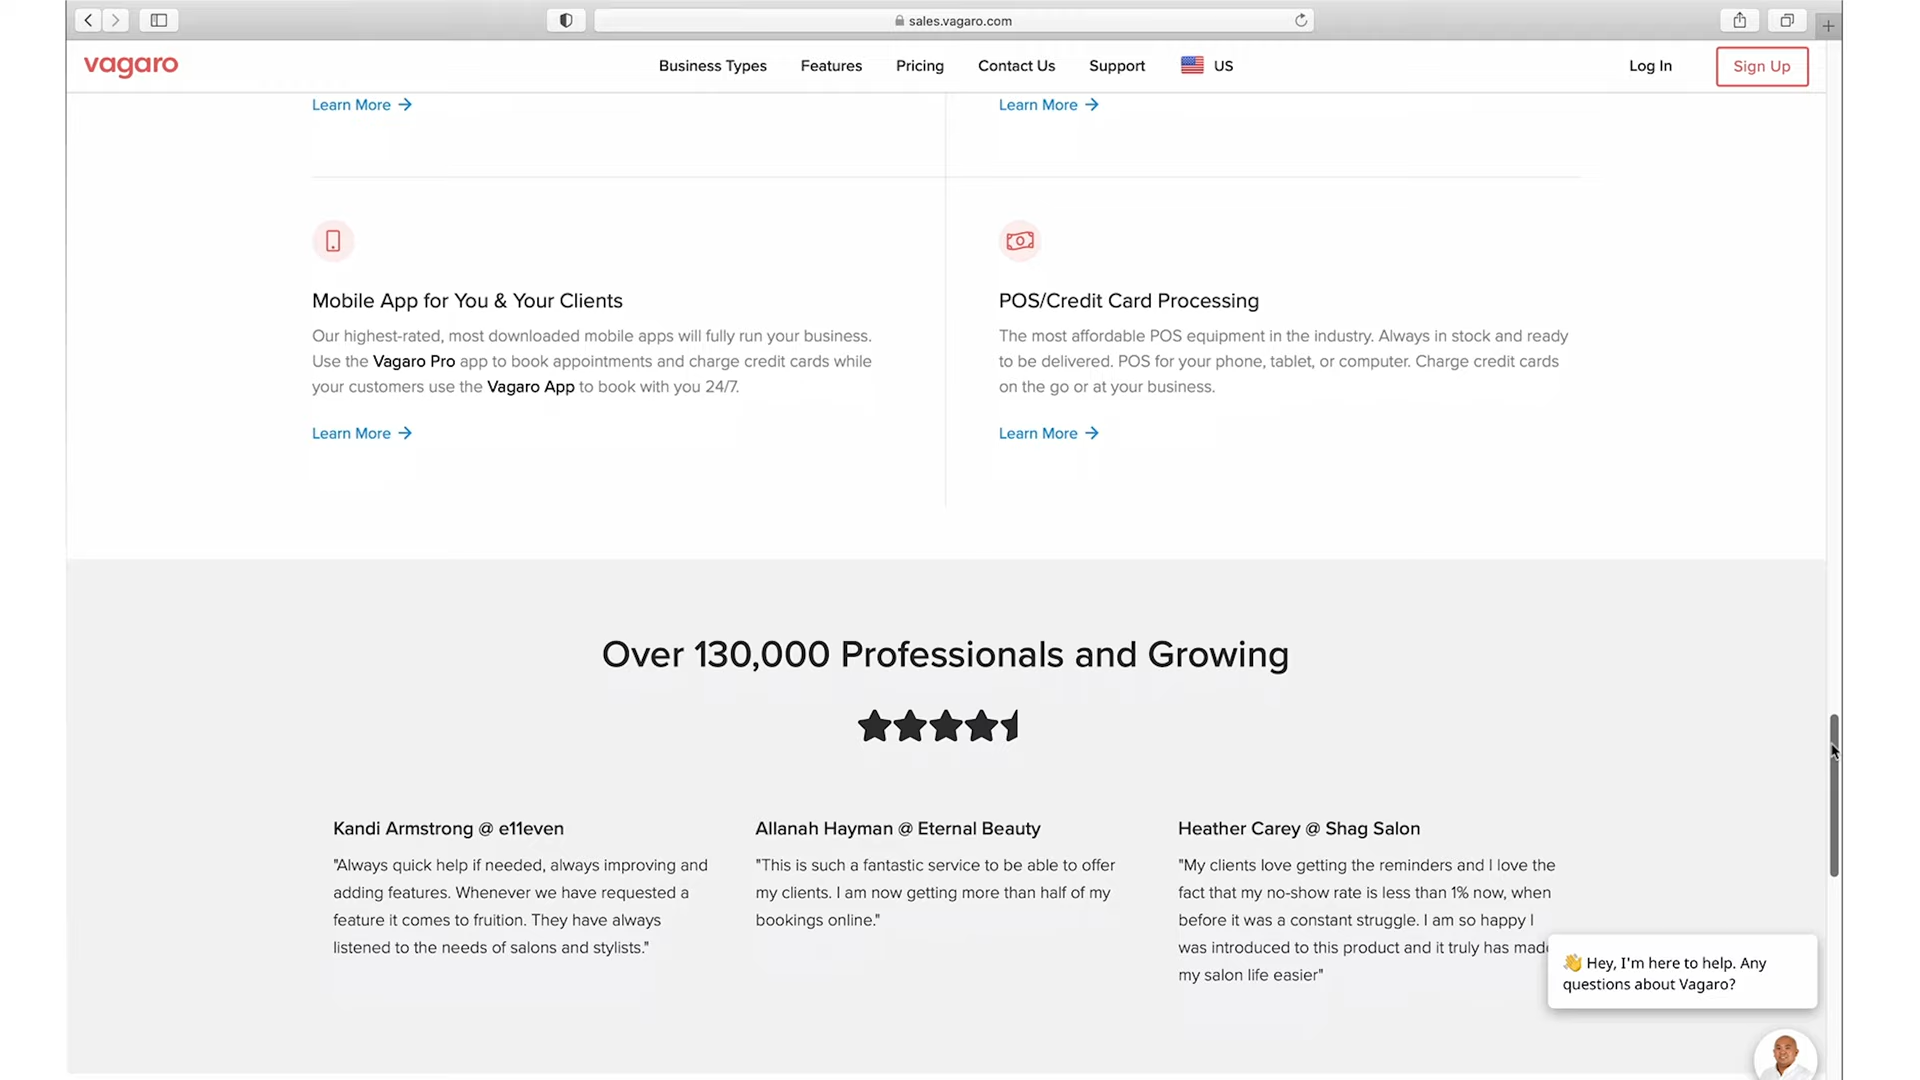 sales.vagaro.com
vagaro
Business Types
Features
Pricing
Contact Us
Support
US
Log In
Sign Up
Learn More →
Learn More →
Mobile App for You & Your Clients
Our highest-rated, most downloaded mobile apps will fully run your business.
Use the Vagaro Pro app to book appointments and charge credit cards while
your customers use the Vagaro App to book with you 24/7.
Learn More →
POS/Credit Card Processing
The most affordable POS equipment in the industry. Always in stock and ready
to be delivered. POS for your phone, tablet, or computer. Charge credit cards
on the go or at your business.
Learn More →
Over 130,000 Professionals and Growing
Kandi Armstrong @ e11even
"Always quick help if needed, always improving and
adding features. Whenever we have requested a
feature it comes to fruition. They have always
listened to the needs of salons and stylists."
Allanah Hayman @ Eternal Beauty
"This is such a fantastic service to be able to offer
my clients. I am now getting more than half of my
bookings online."
Heather Carey @ Shag Salon
"My clients love getting the reminders and I love the
fact that my no-show rate is less than 1% now, when
before it was a constant struggle. I am so happy I
was introduced to this product and it truly has made
my salon life easier"
👋 Hey, I'm here to help. Any
questions about Vagaro?